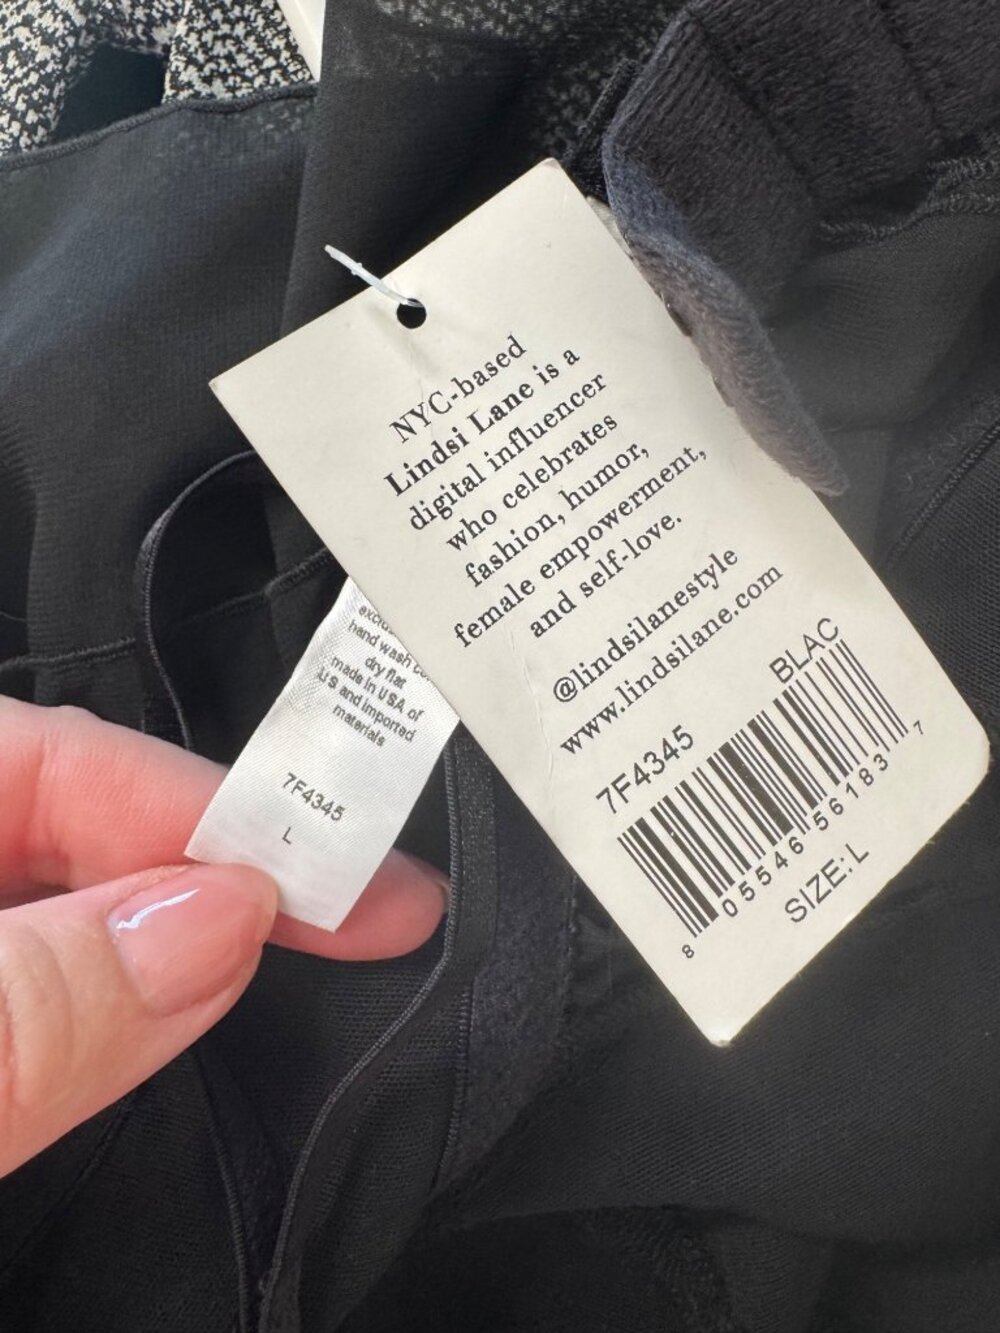 NYC-based
Lindsi Lane is a
digital influencer
who celebrates
fashion, humor,
female empowerment,
and self-love.
@lindsilanestyle
www.lindsilane.com
7F4345 BLAC
8 05546 56183 7
SIZE: L
hand wash
dry flat
made in USA of
US and imported
materials
7F4345
L